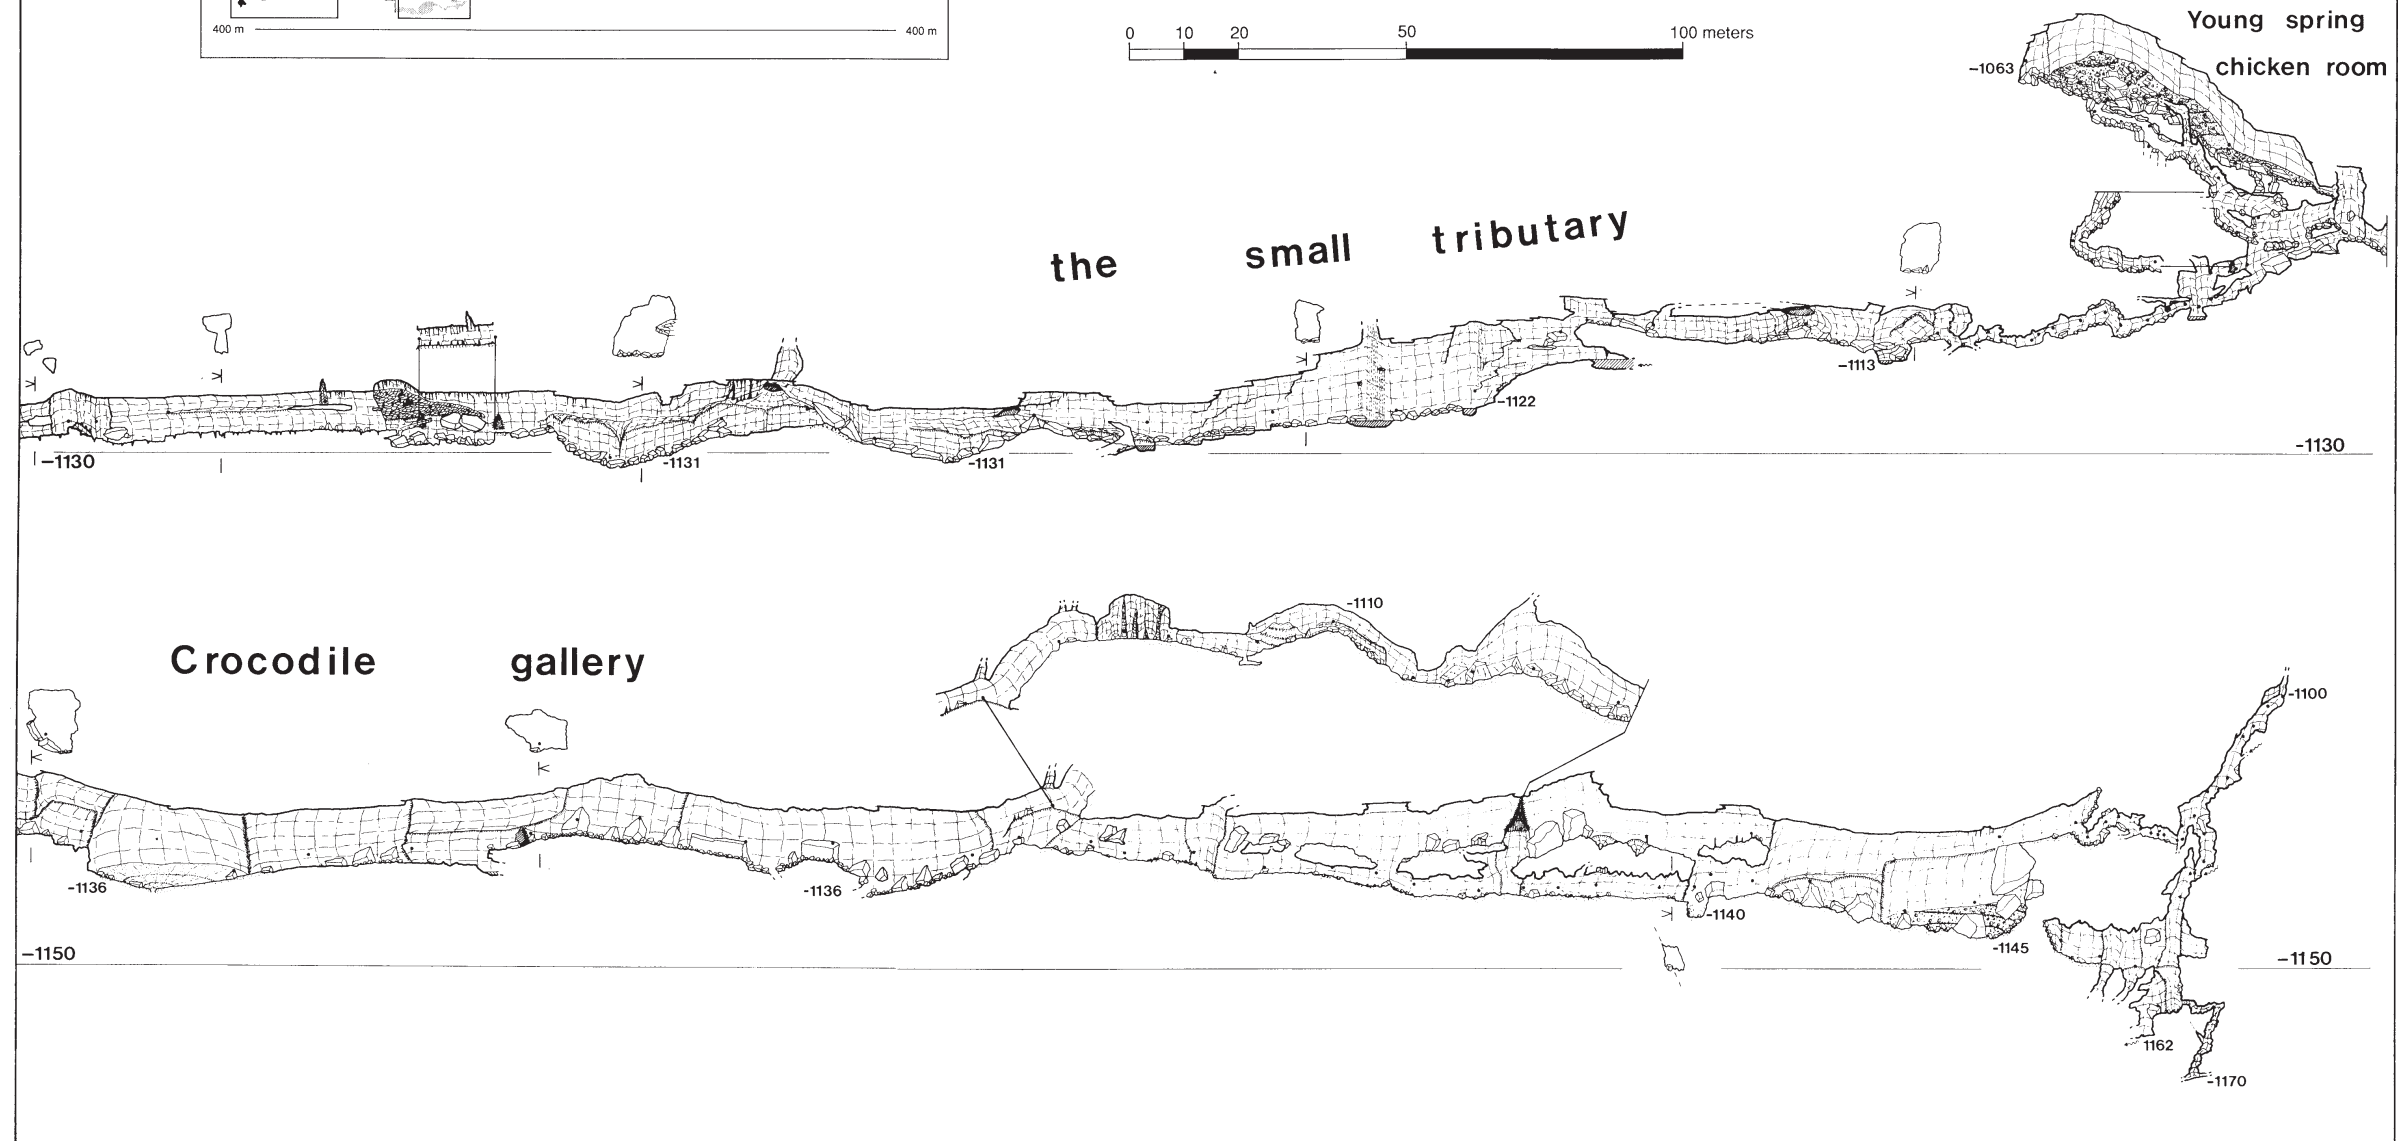 400 m 400 m
0 10 20 50 100 meters
Young spring
chicken room
-1063
the small tributary
-1113
-1122
-1130 -1131 -1131 -1130
-1110
Crocodile gallery
-1100
-1136 -1136
-1140
-1145
-1150 -1150
1162
-1170